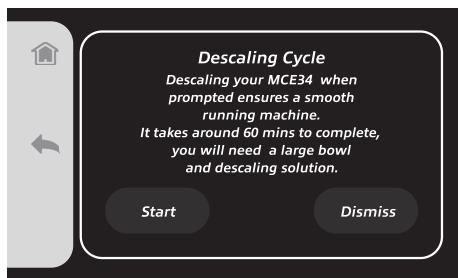 Descaling Cycle
Descaling your MCE34 when
prompted ensures a smooth
running machine.
It takes around 60 mins to complete,
you will need a large bowl
and descaling solution.
Start
Dismiss